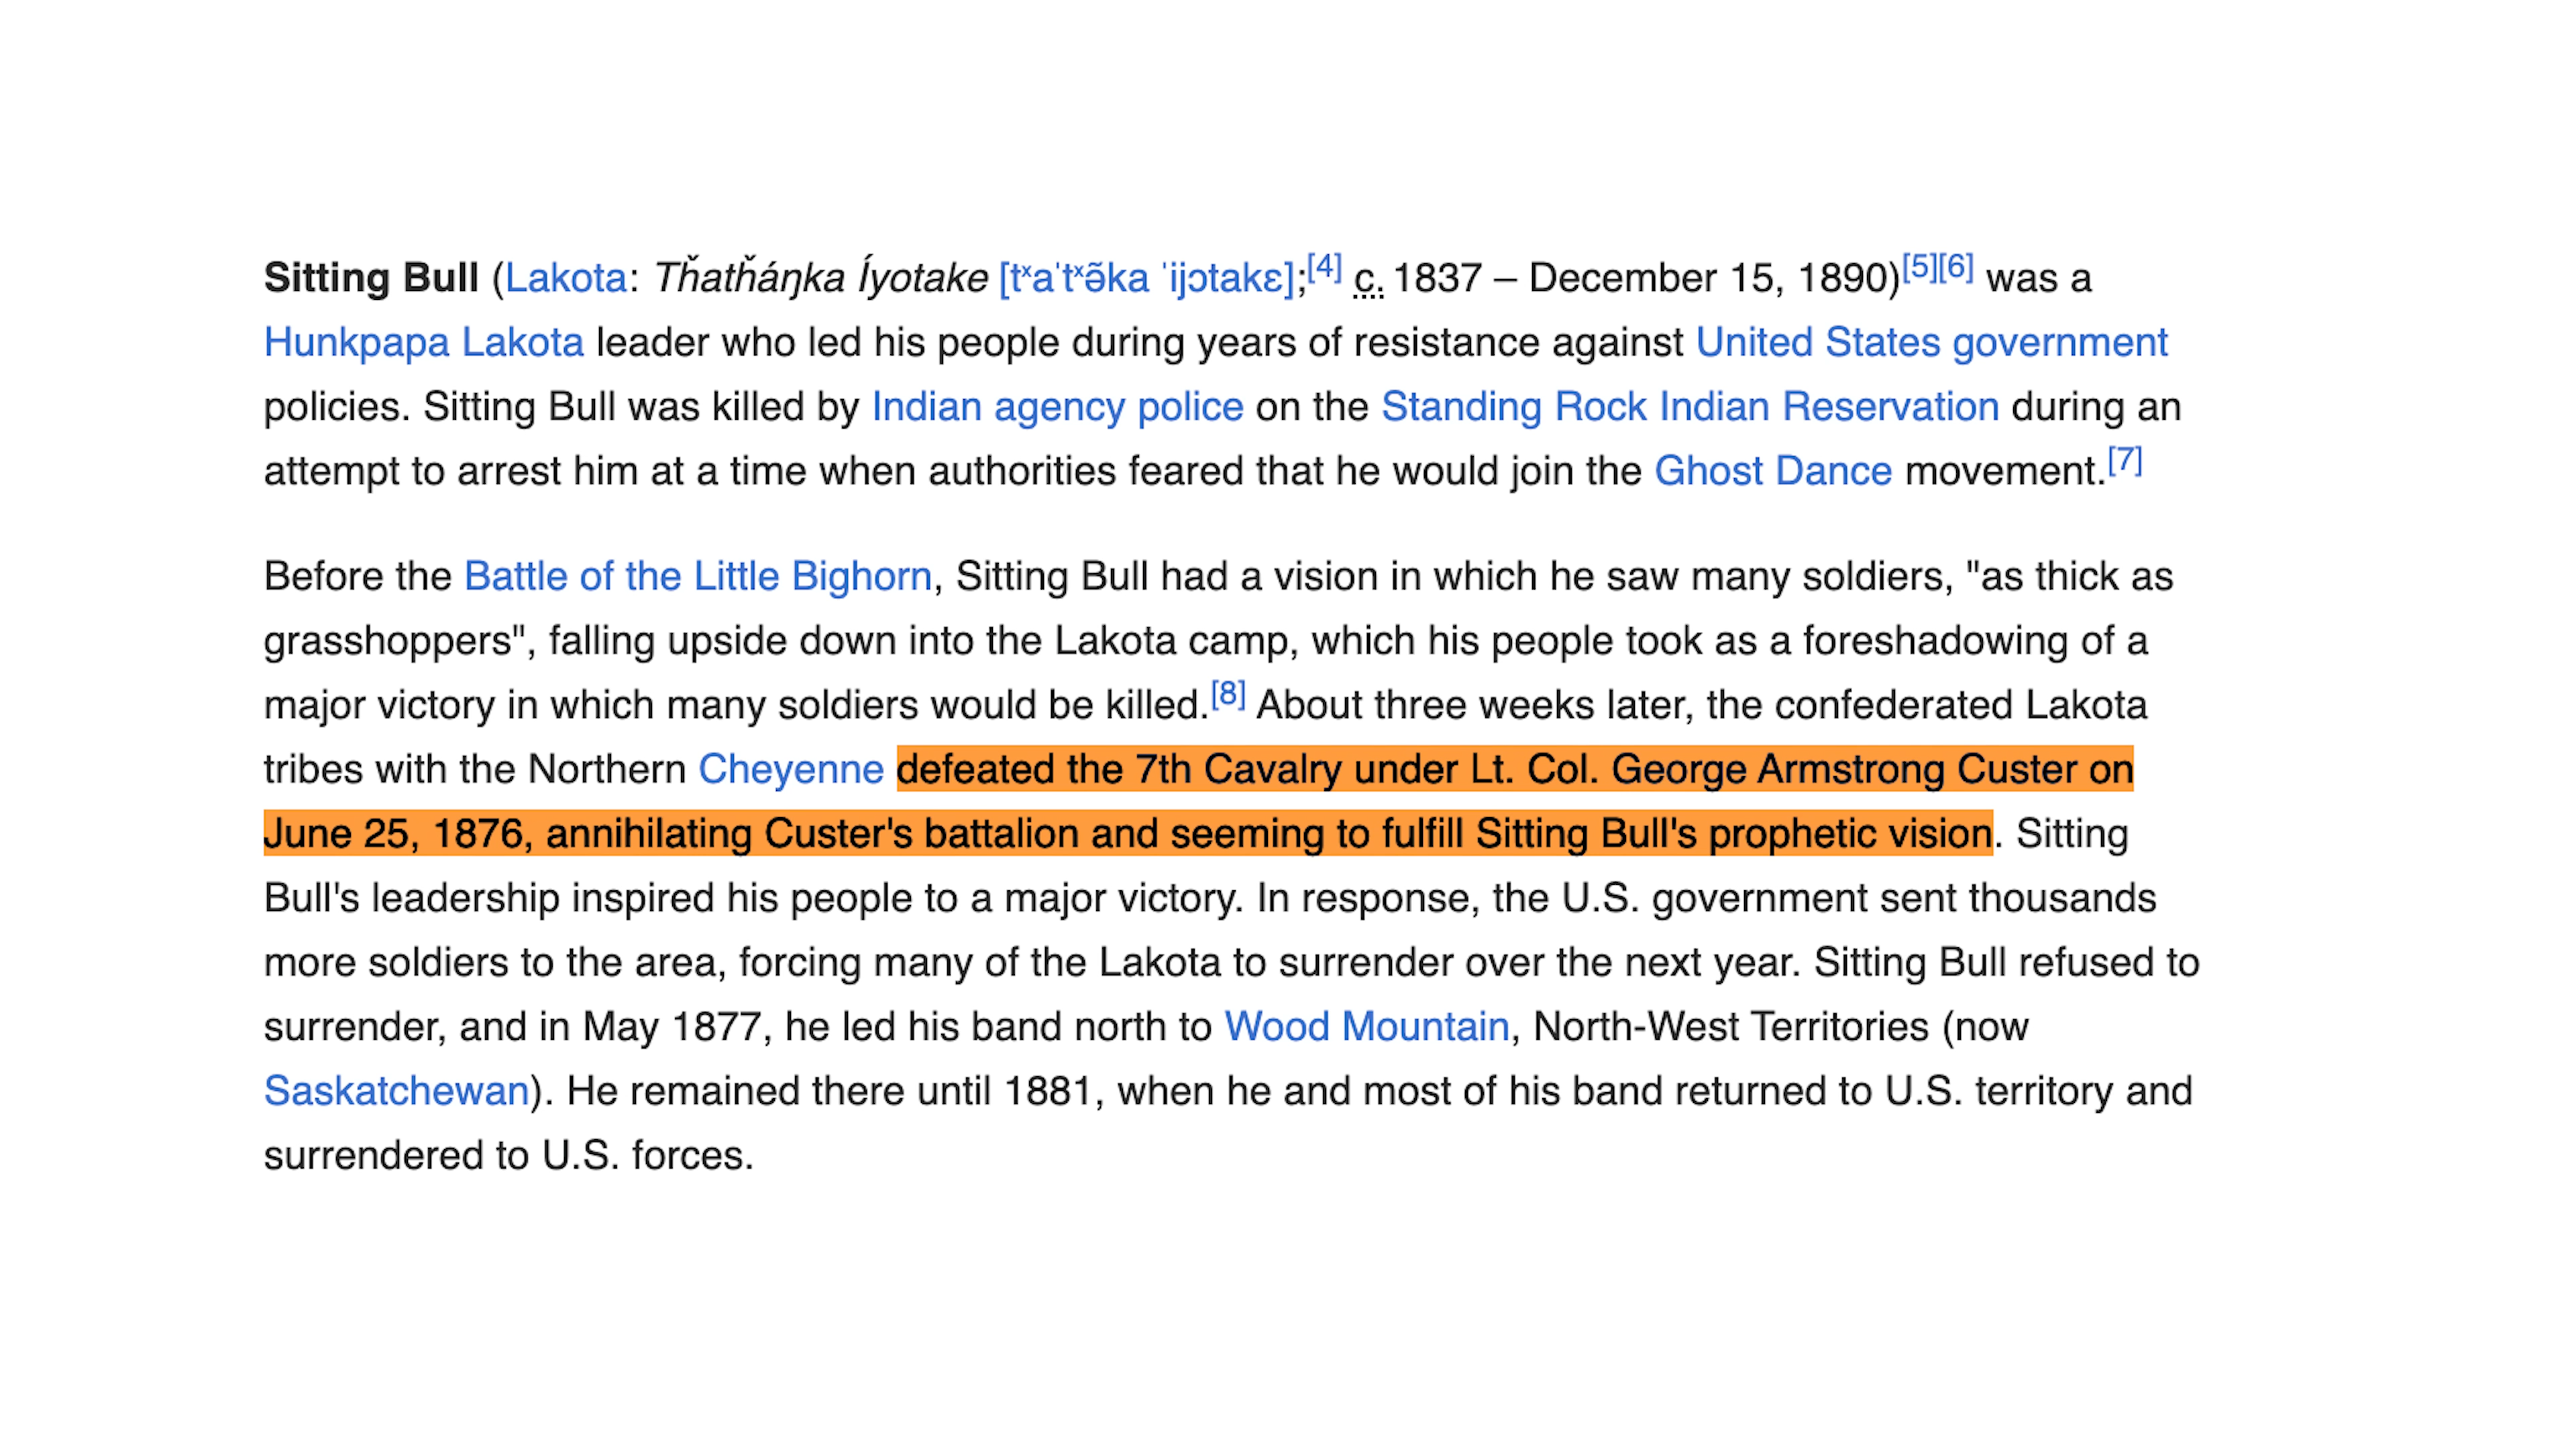 Sitting Bull (Lakota: Tȟatȟáŋka Íyotake [tˣaˈtˣə̃ka ˈijɔtakɛ];[4] c. 1837 – December 15, 1890)[5][6] was a
Hunkpapa Lakota leader who led his people during years of resistance against United States government
policies. Sitting Bull was killed by Indian agency police on the Standing Rock Indian Reservation during an
attempt to arrest him at a time when authorities feared that he would join the Ghost Dance movement.[7]
Before the Battle of the Little Bighorn, Sitting Bull had a vision in which he saw many soldiers, "as thick as
grasshoppers", falling upside down into the Lakota camp, which his people took as a foreshadowing of a
major victory in which many soldiers would be killed.[8] About three weeks later, the confederated Lakota
tribes with the Northern Cheyenne defeated the 7th Cavalry under Lt. Col. George Armstrong Custer on
June 25, 1876, annihilating Custer's battalion and seeming to fulfill Sitting Bull's prophetic vision. Sitting
Bull's leadership inspired his people to a major victory. In response, the U.S. government sent thousands
more soldiers to the area, forcing many of the Lakota to surrender over the next year. Sitting Bull refused to
surrender, and in May 1877, he led his band north to Wood Mountain, North-West Territories (now
Saskatchewan). He remained there until 1881, when he and most of his band returned to U.S. territory and
surrendered to U.S. forces.